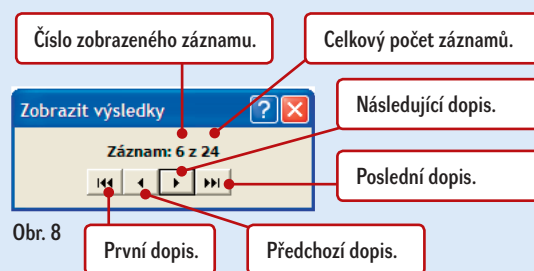 Číslo zobrazeného záznamu.
Celkový počet záznamů.
Zobrazit výsledky
Následující dopis.
Záznam: 6 z 24
Poslední dopis.
Obr. 8
První dopis.
Předchozí dopis.